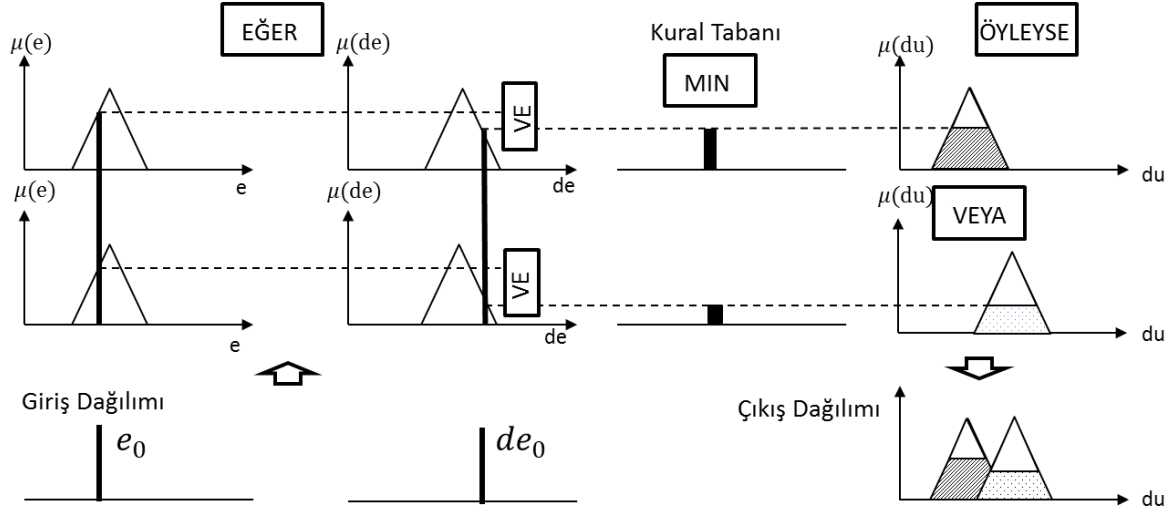 EĞER
Kural Tabanı
ÖYLEYSE
μ(e)
μ(de)
MIN
μ(du)
VE
e
de
du
μ(e)
μ(de)
μ(du)
VEYA
VE
e
de
du
Giriş Dağılımı
Çıkış Dağılımı
e₀
de₀
du